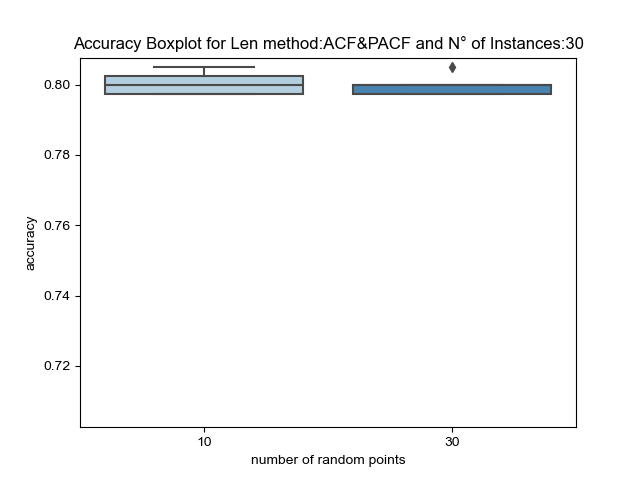 Accuracy Boxplot for Len method:ACF&PACF and N° of Instances:30
0.80
0.78
0.76
0.74
0.72
accuracy
10 30
number of random points